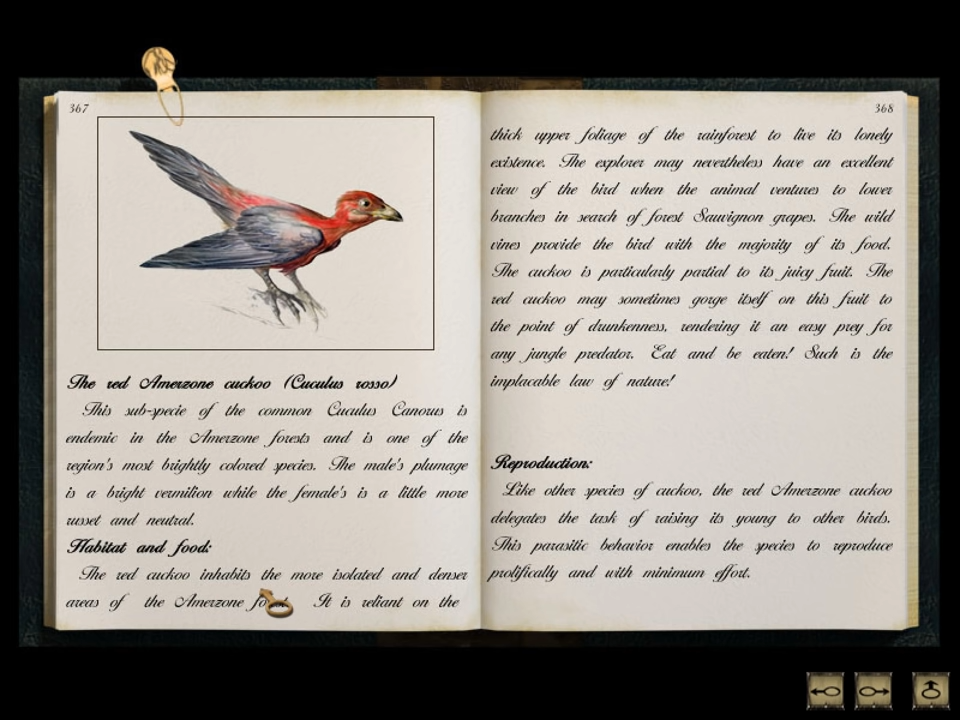 367
The red Amerzone cuckoo (Cuculus rosso)
This sub-specie of the common Cuculus Canorus is
endemic in the Amerzone forests and is one of the
region's most brightly colored species. The male's plumage
is a bright vermilion while the female's is a little more
russet and neutral.
Habitat and food:
The red cuckoo inhabits the more isolated and denser
areas of the Amerzone It is reliant on the
368
thick upper foliage of the rainforest to live its lonely
existence. The explorer may nevertheless have an excellent
view of the bird when the animal ventures to lower
branches in search of forest Sauvignon grapes. The wild
vines provide the bird with the majority of its food.
The cuckoo is particularly partial to its juicy fruit. The
red cuckoo may sometimes gorge itself on this fruit to
the point of drunkenness, rendering it an easy prey for
any jungle predator. Eat and be eaten! Such is the
implacable law of nature!
Reproduction:
Like other species of cuckoo, the red Amerzone cuckoo
delegates the task of raising its young to other birds.
This parasitic behavior enables the species to reproduce
prolifically and with minimum effort.